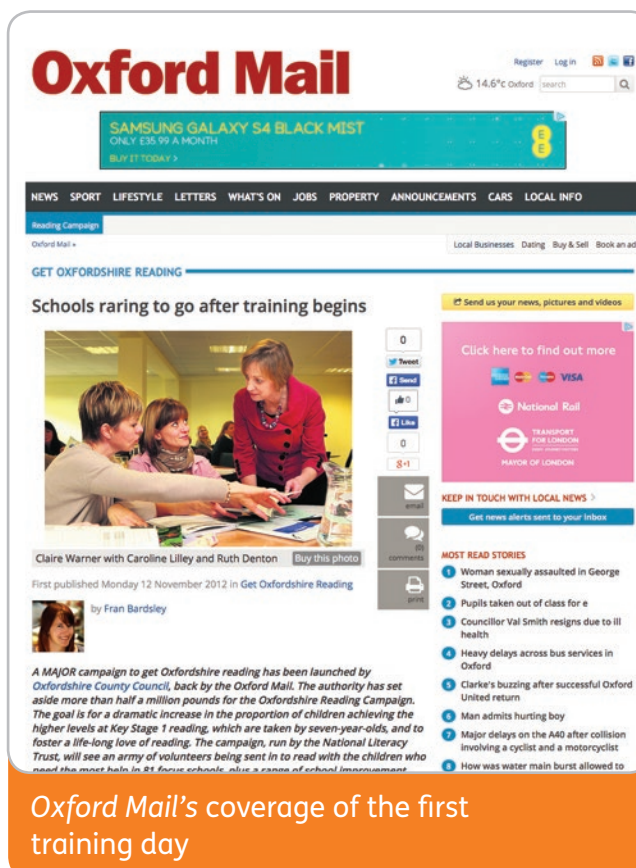 Oxford Mail
Register Log in
14.6°c Oxford search
SAMSUNG GALAXY S4 BLACK MIST
ONLY £35.99 A MONTH
BUY IT TODAY >
EE
NEWS SPORT LIFESTYLE LETTERS WHAT'S ON JOBS PROPERTY ANNOUNCEMENTS CARS LOCAL INFO
Reading Campaign
Oxford Mail »
Local Businesses Dating Buy & Sell Book an ad
GET OXFORDSHIRE READING
Schools raring to go after training begins
Claire Warner with Caroline Lilley and Ruth Denton
Buy this photo
First published Monday 12 November 2012 in Get Oxfordshire Reading
by Fran Bardsley
A MAJOR campaign to get Oxfordshire reading has been launched by
Oxfordshire County Council, back by the Oxford Mail. The authority has set
aside more than half a million pounds for the Oxfordshire Reading Campaign.
The goal is for a dramatic increase in the proportion of children achieving the
higher levels at Key Stage 1 reading, which are taken by seven-year-olds, and to
foster a life-long love of reading. The campaign, run by the National Literacy
Trust, will see an army of volunteers being sent in to read with the children who
need the most help in 81 focus schools, plus a range of school improvement
0
Tweet
Send
0
Like
0
g+1
email
(0)
comments
print
Send us your news, pictures and videos
Click here to find out more
VISA
National Rail
TRANSPORT
FOR LONDON
MAYOR OF LONDON
KEEP IN TOUCH WITH LOCAL NEWS >
Get news alerts sent to your inbox
MOST READ STORIES
1 Woman sexually assaulted in George
Street, Oxford
2 Pupils taken out of class for e
3 Councillor Val Smith resigns due to ill
health
4 Heavy delays across bus services in
Oxford
5 Clarke's buzzing after successful Oxford
United return
6 Man admits hurting boy
7 Major delays on the A40 after collision
involving a cyclist and a motorcyclist
8 How was water main burst allowed to
Oxford Mail's coverage of the first
training day